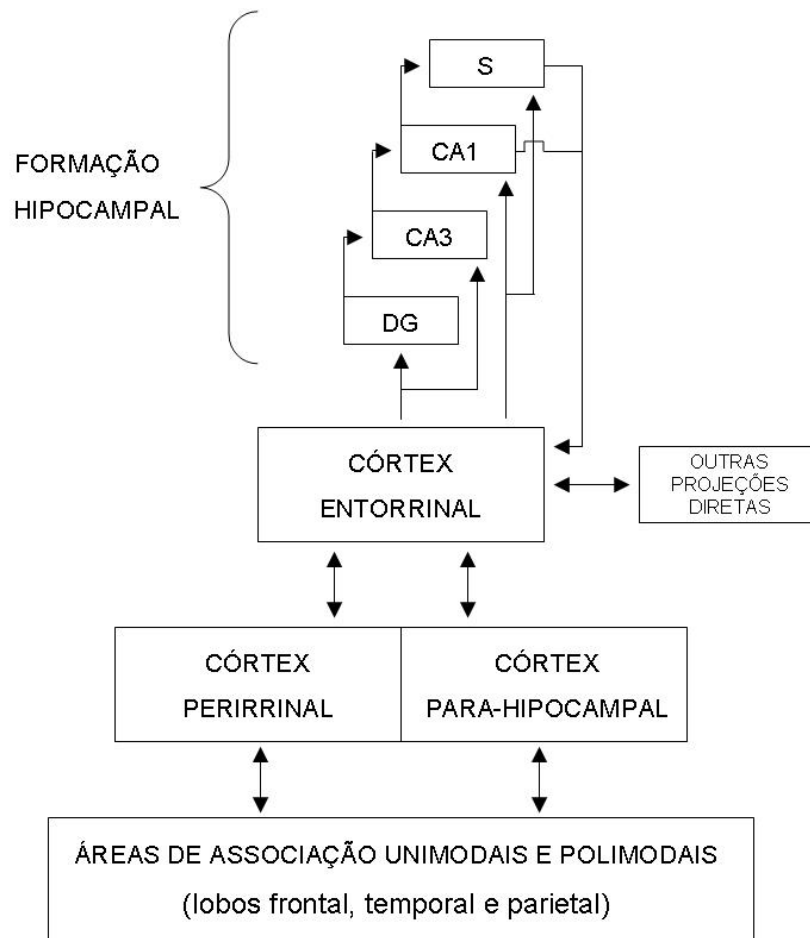 S
CA1
FORMAÇÃO
HIPOCAMPAL
CA3
DG
CÓRTEX
ENTORRINAL
OUTRAS
PROJEÇÕES
DIRETAS
CÓRTEX
PERIRRINAL
CÓRTEX
PARA-HIPOCAMPAL
ÁREAS DE ASSOCIAÇÃO UNIMODAIS E POLIMODAIS
(lobos frontal, temporal e parietal)